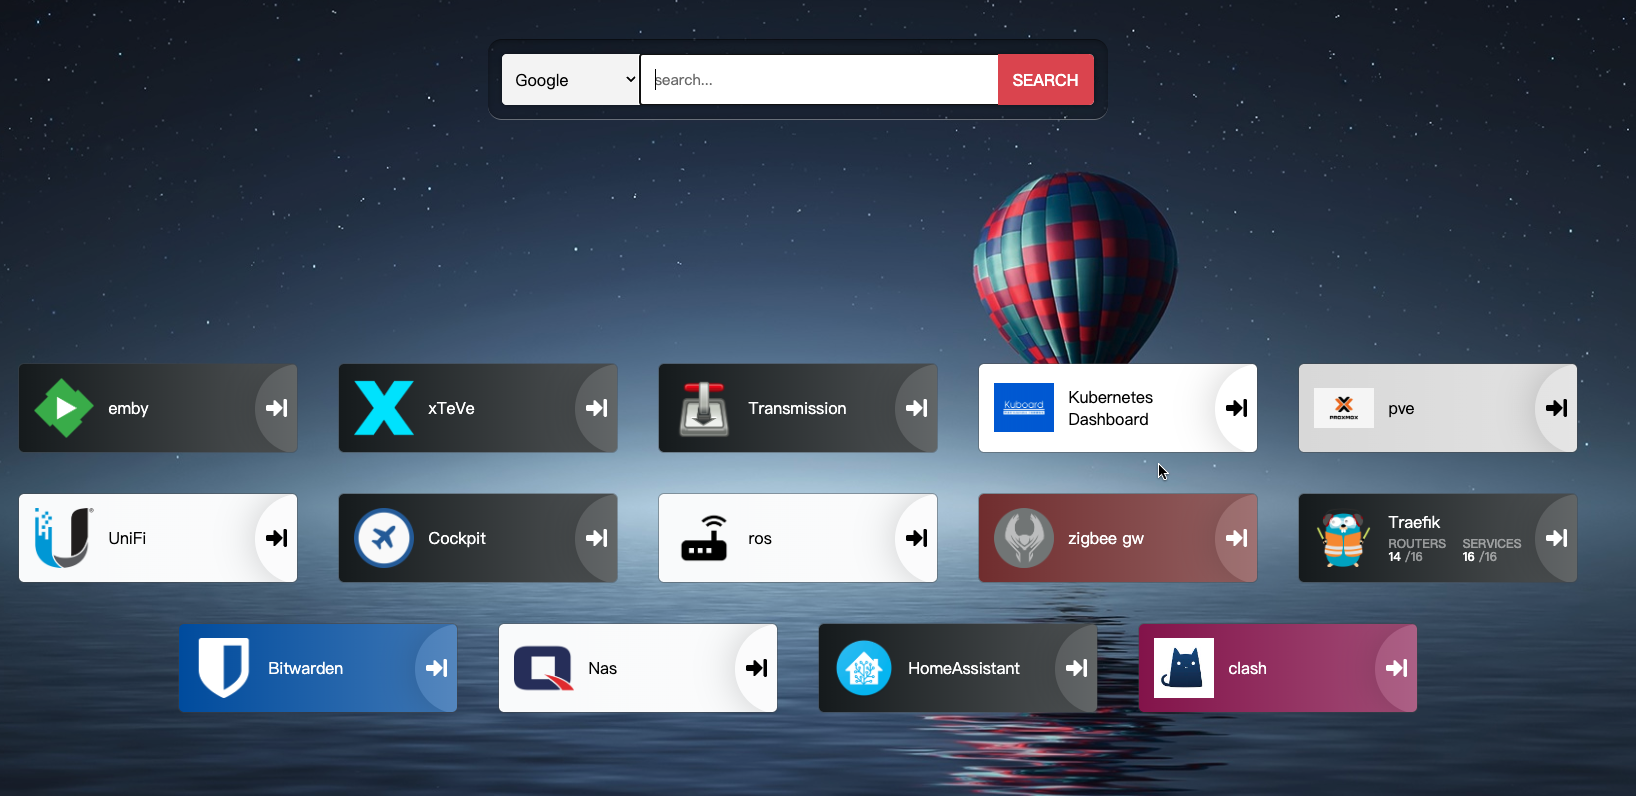 Google
search...
SEARCH
emby
xTeVe
Transmission
Kuboard
Kubernetes
Dashboard
PROXMOX
pve
UniFi
Cockpit
ros
zigbee gw
Traefik
ROUTERS SERVICES
14 /16 16 /16
Bitwarden
Nas
HomeAssistant
clash